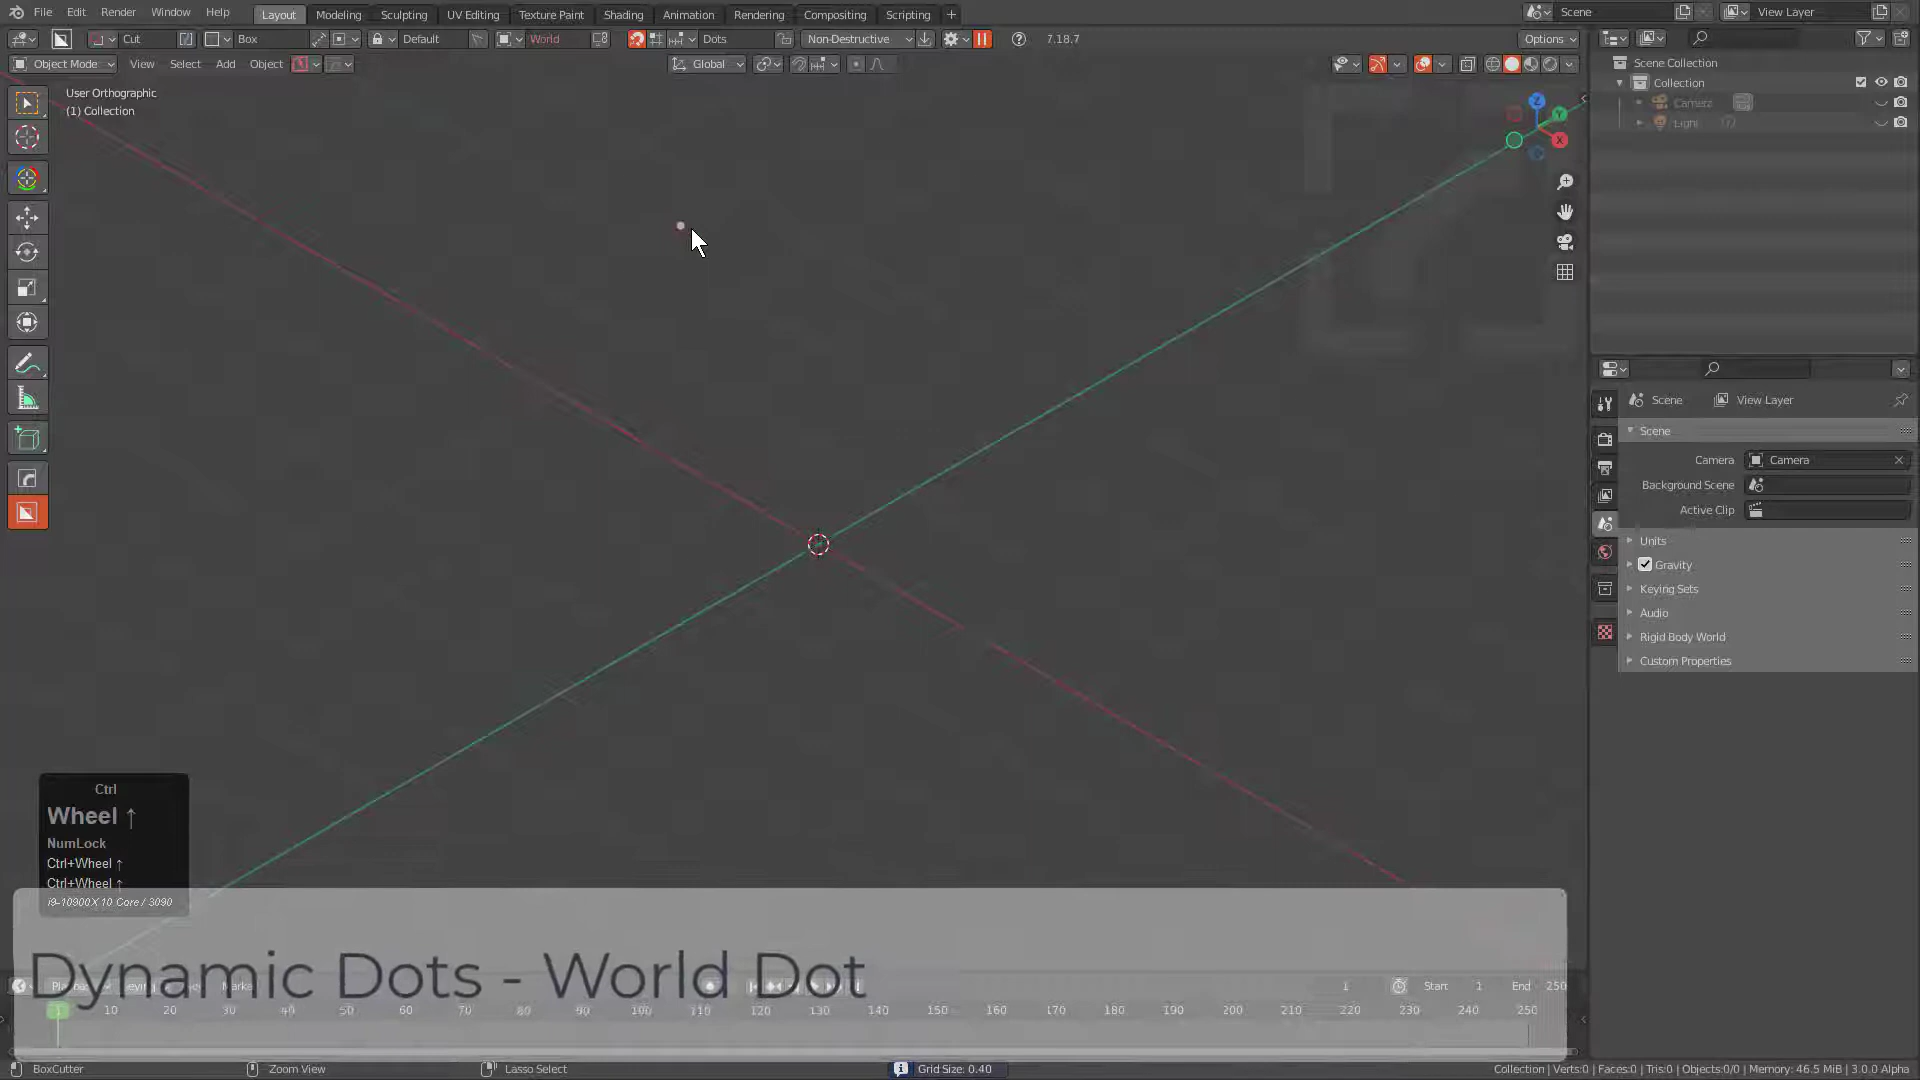 File Edit Render Window Help Layout Modeling Sculpting UV Editing Texture Paint Shading Animation Rendering Compositing Scripting + Scene View Layer
Cut Box Default World Dots Non-Destructive 7.18.7 Options
Object Mode View Select Add Object Global
User Orthographic
(1) Collection
Z
Y
X
Scene Collection
Collection
Camera
Light
Scene View Layer
Scene
Camera Camera
Background Scene
Active Clip
Units
Gravity
Keying Sets
Audio
Rigid Body World
Custom Properties
Ctrl
Wheel ↑
NumLock
Ctrl+Wheel ↑
Ctrl+Wheel ↑
i9-10900X 10 Core / 3090
Dynamic Dots - World Dot
1 Start 1 End 250
1 10 20 30 40 50 60 70 80 90 100 110 120 130 140 150 160 170 180 190 200 210 220 230 240 250
BoxCutter Zoom View Lasso Select Grid Size: 0.40 Collection | Verts:0 | Faces:0 | Tris:0 | Objects:0/0 | Memory: 46.5 MiB | 3.0.0 Alpha